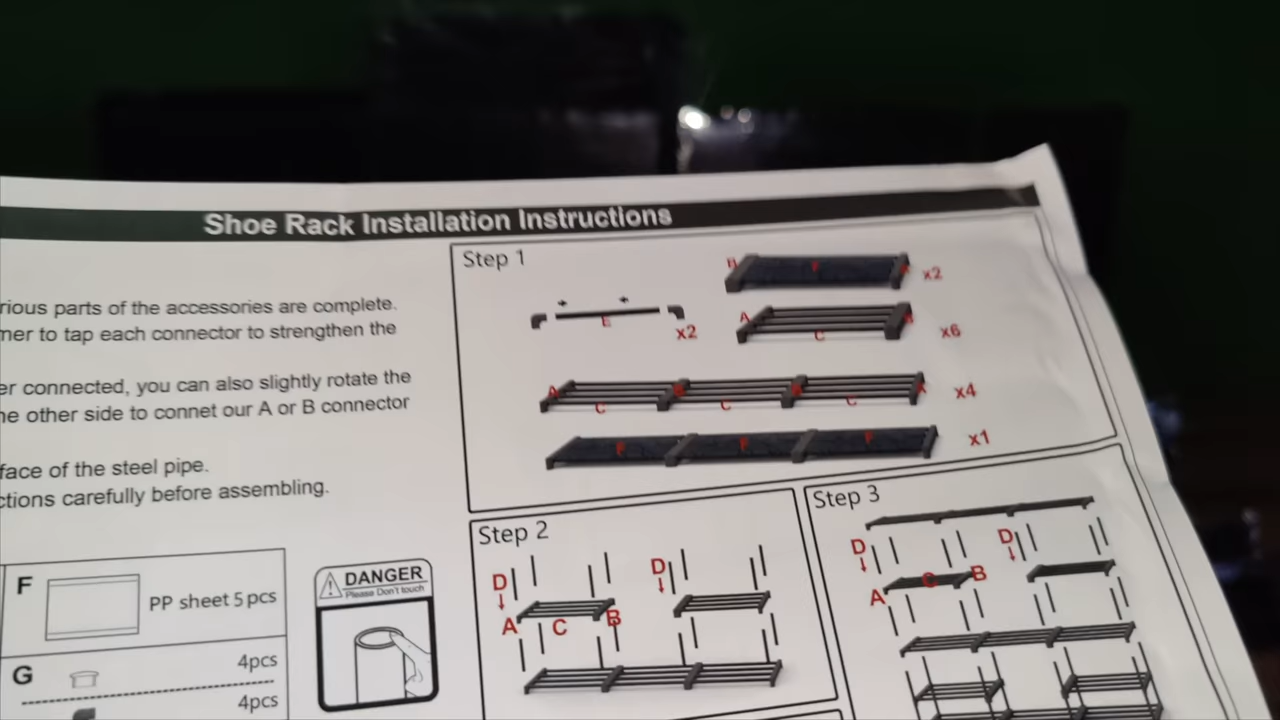 Shoe Rack Installation Instructions
rious parts of the accessories are complete.
ner to tap each connector to strengthen the
er connected, you can also slightly rotate the
ne other side to connet our A or B connector
face of the steel pipe.
ctions carefully before assembling.
F
PP sheet 5 pcs
G
4pcs
4pcs
DANGER
Please Don't touch
Step 1
F
x2
E
x2
A
C
x6
A
C
C
C
x4
F
F
F
x1
Step 2
D
D
A
C
B
Step 3
D
D
A
C
B